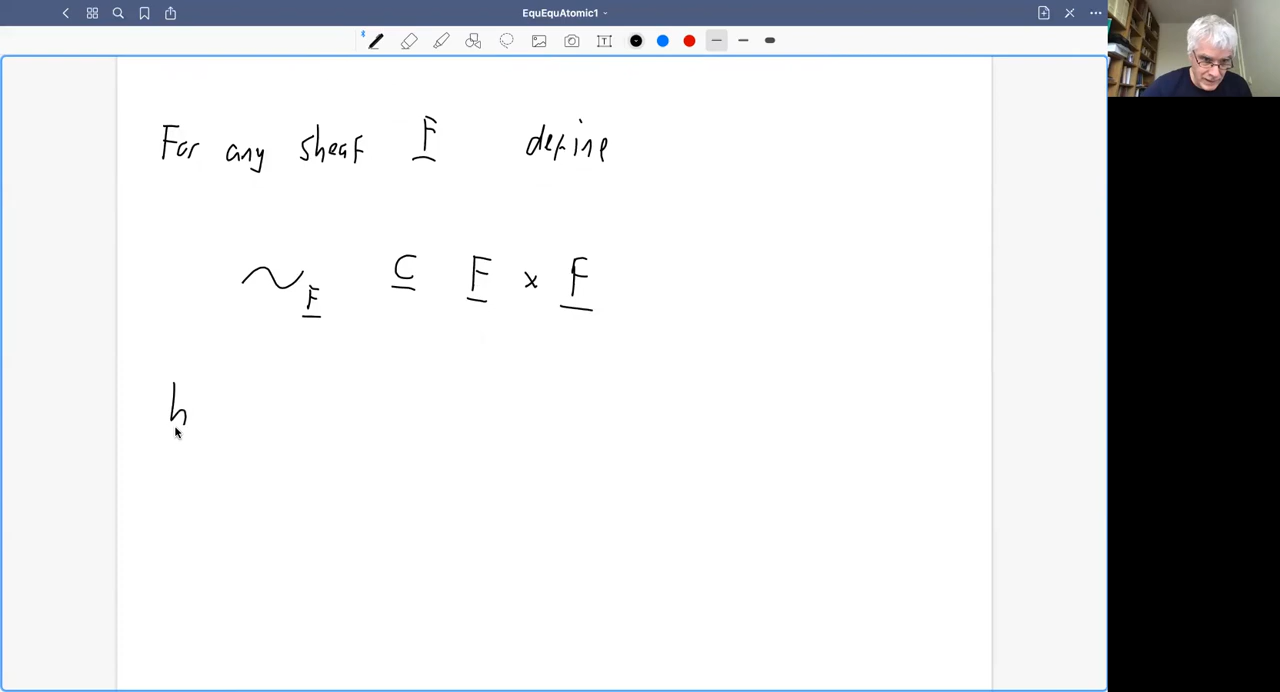 EquEquAtomic1
For any sheaf F define
~F ⊆ F × F
h